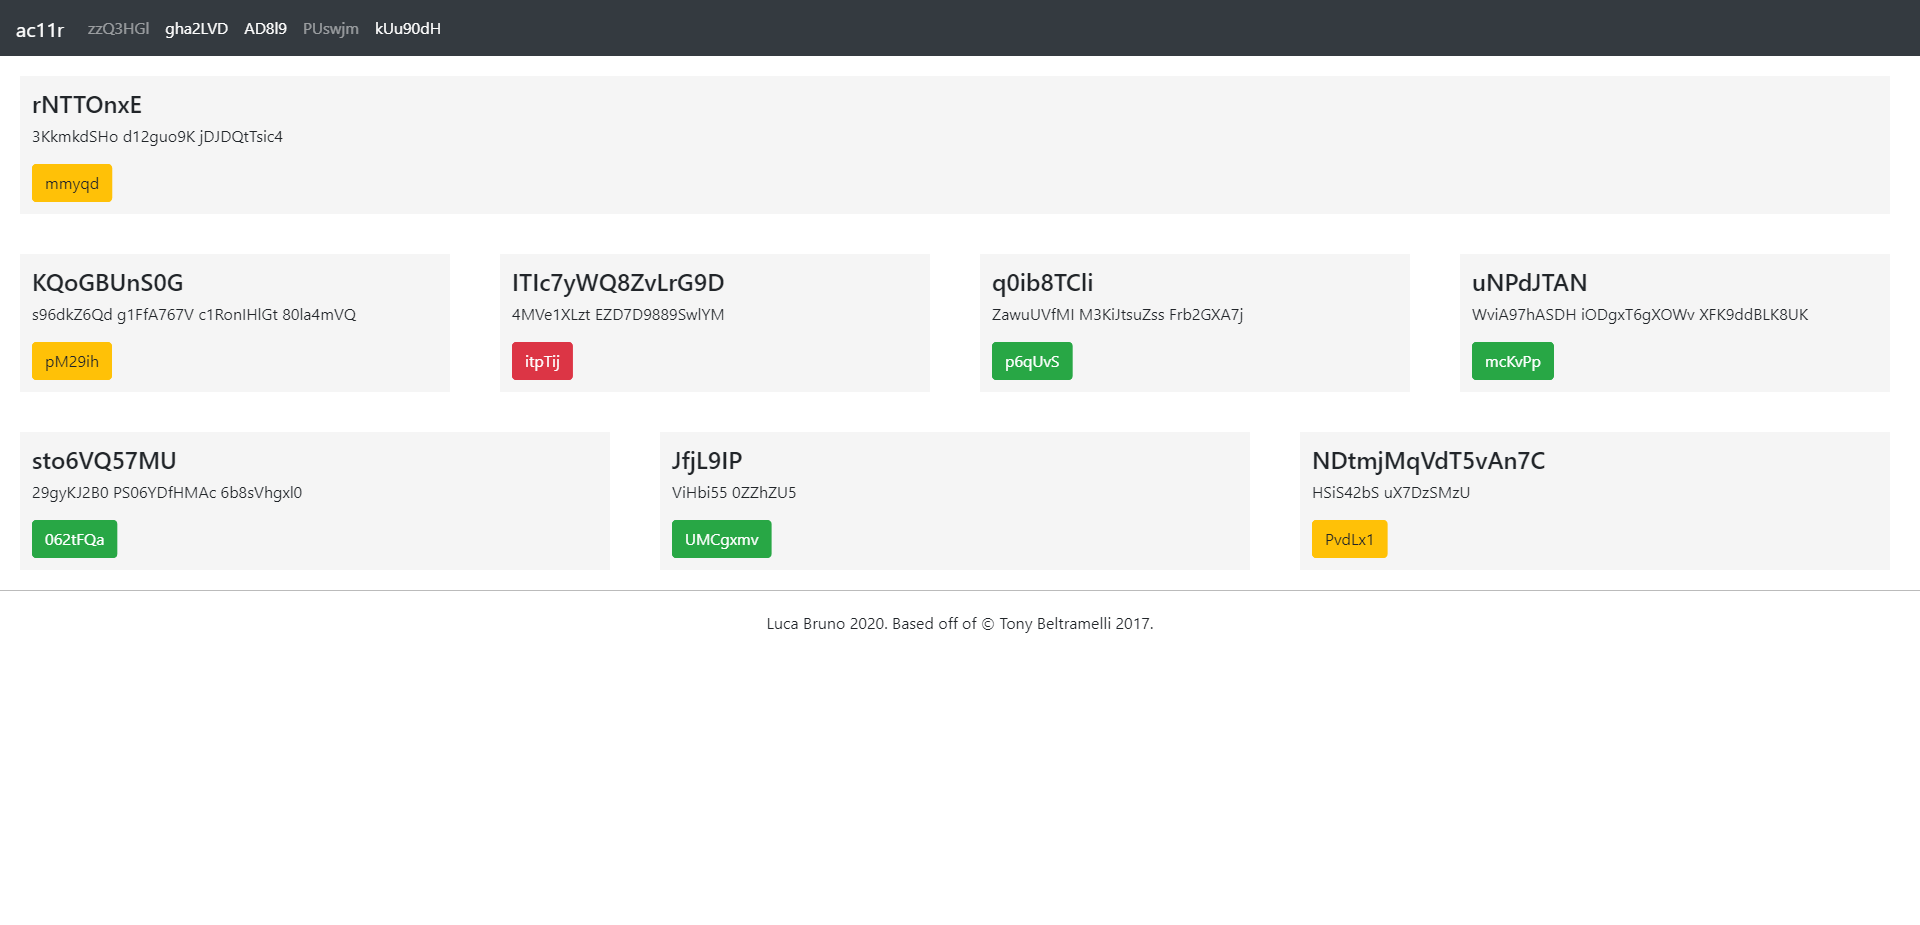 ac11r zzQ3HGl gha2LVD AD8l9 PUswjm kUu90dH
rNTTOnxE
3KkmkdSHo d12guo9K jDJDQtTsic4
mmyqd
KQoGBUnS0G
s96dkZ6Qd g1FfA767V c1RonIHlGt 80la4mVQ
pM29ih
ITIc7yWQ8ZvLrG9D
4MVe1XLzt EZD7D9889SwlYM
itpTij
q0ib8TCli
ZawuUVfMI M3KiJtsuZss Frb2GXA7j
p6qUvS
uNPdJTAN
WviA97hASDH iODgxT6gXOWv XFK9ddBLK8UK
mcKvPp
sto6VQ57MU
29gyKJ2B0 PS06YDfHMAc 6b8sVhgxl0
062tFQa
JfjL9IP
ViHbi55 0ZZhZU5
UMCgxmv
NDtmjMqVdT5vAn7C
HSiS42bS uX7DzSMzU
PvdLx1
Luca Bruno 2020. Based off of © Tony Beltramelli 2017.